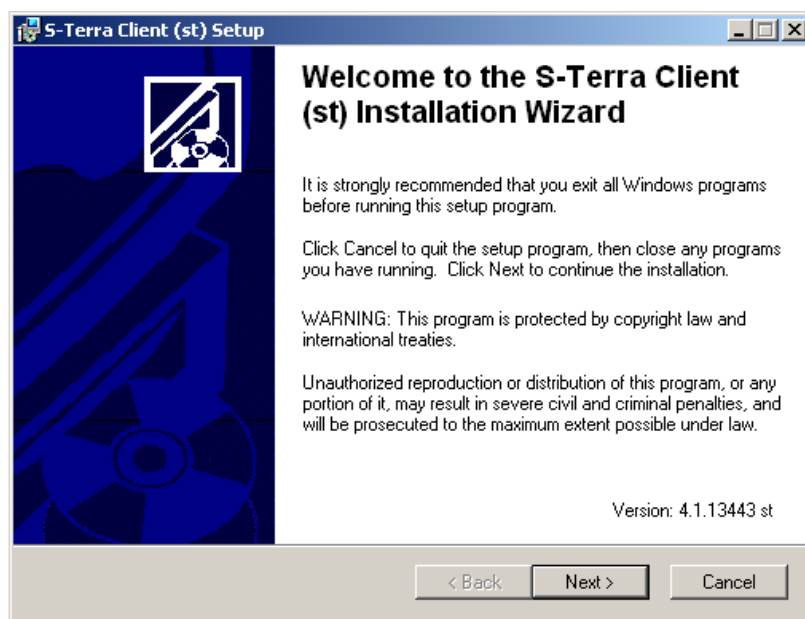 S-Terra Client (st) Setup
Welcome to the S-Terra Client
(st) Installation Wizard
It is strongly recommended that you exit all Windows programs
before running this setup program.
Click Cancel to quit the setup program, then close any programs
you have running.  Click Next to continue the installation.
WARNING: This program is protected by copyright law and
international treaties.
Unauthorized reproduction or distribution of this program, or any
portion of it, may result in severe civil and criminal penalties, and
will be prosecuted to the maximum extent possible under law.
Version: 4.1.13443 st
< Back Next > Cancel